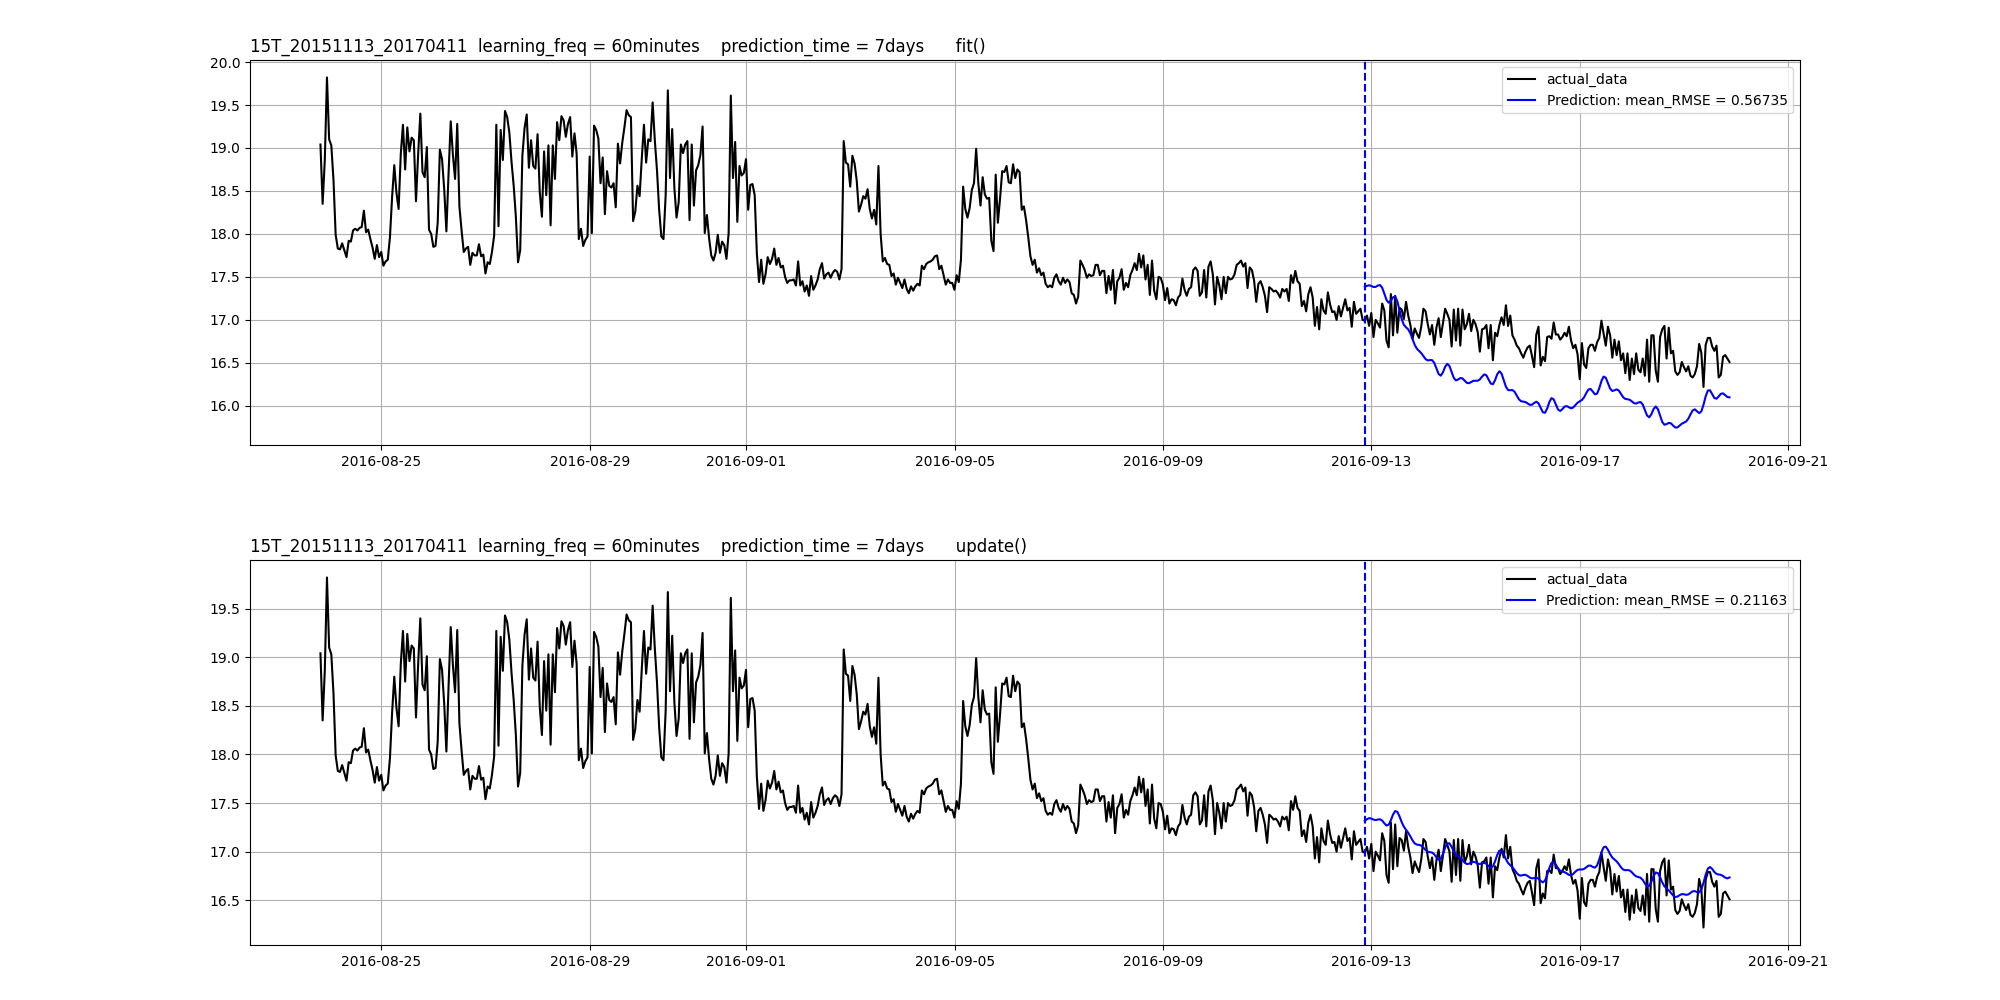 15T_20151113_20170411  learning_freq = 60minutes    prediction_time = 7days      fit()
20.0
19.5
19.0
18.5
18.0
17.5
17.0
16.5
16.0
actual_data
Prediction: mean_RMSE = 0.56735
2016-08-25 2016-08-29 2016-09-01 2016-09-05 2016-09-09 2016-09-13 2016-09-17 2016-09-21
15T_20151113_20170411  learning_freq = 60minutes    prediction_time = 7days      update()
19.5
19.0
18.5
18.0
17.5
17.0
16.5
actual_data
Prediction: mean_RMSE = 0.21163
2016-08-25 2016-08-29 2016-09-01 2016-09-05 2016-09-09 2016-09-13 2016-09-17 2016-09-21